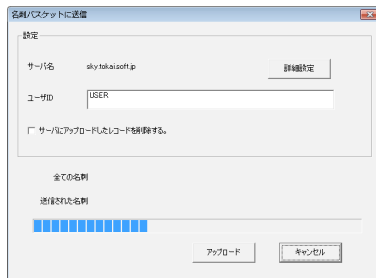 名刺バスケットに送信
設定
サーバ名 sky.tokaisoft.jp 詳細設定
ユーザID USER
サーバにアップロードしたレコードを削除する。
全ての名刺
送信された名刺
アップロード キャンセル